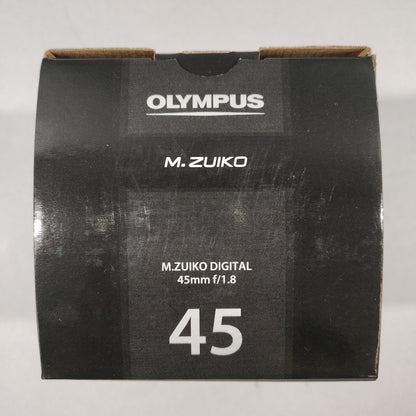 OLYMPUS
M.ZUIKO
M.ZUIKO DIGITAL
45mm f/1.8
45